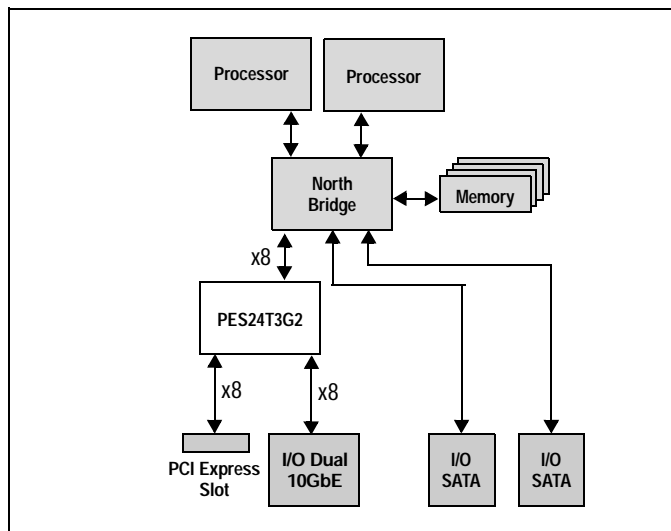 Processor
Processor
North
Bridge
Memory
x8
PES24T3G2
x8
x8
PCI Express
Slot
I/O Dual
10GbE
I/O
SATA
I/O
SATA